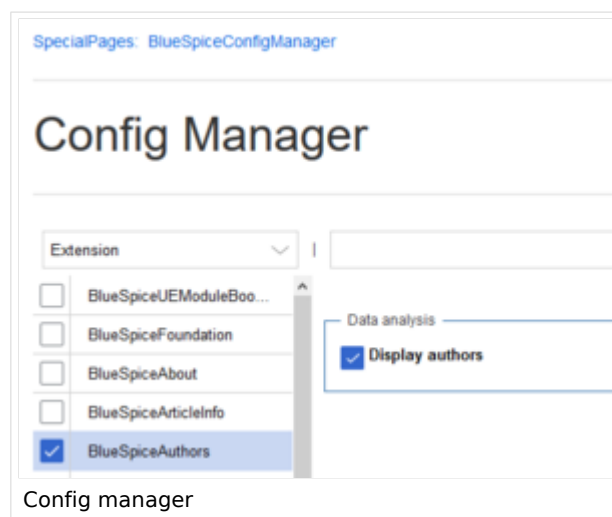 SpecialPages: BlueSpiceConfigManager
Config Manager
Extension
BlueSpiceUEModuleBoo...
BlueSpiceFoundation
BlueSpiceAbout
BlueSpiceArticleInfo
BlueSpiceAuthors
Data analysis
Display authors
Config manager